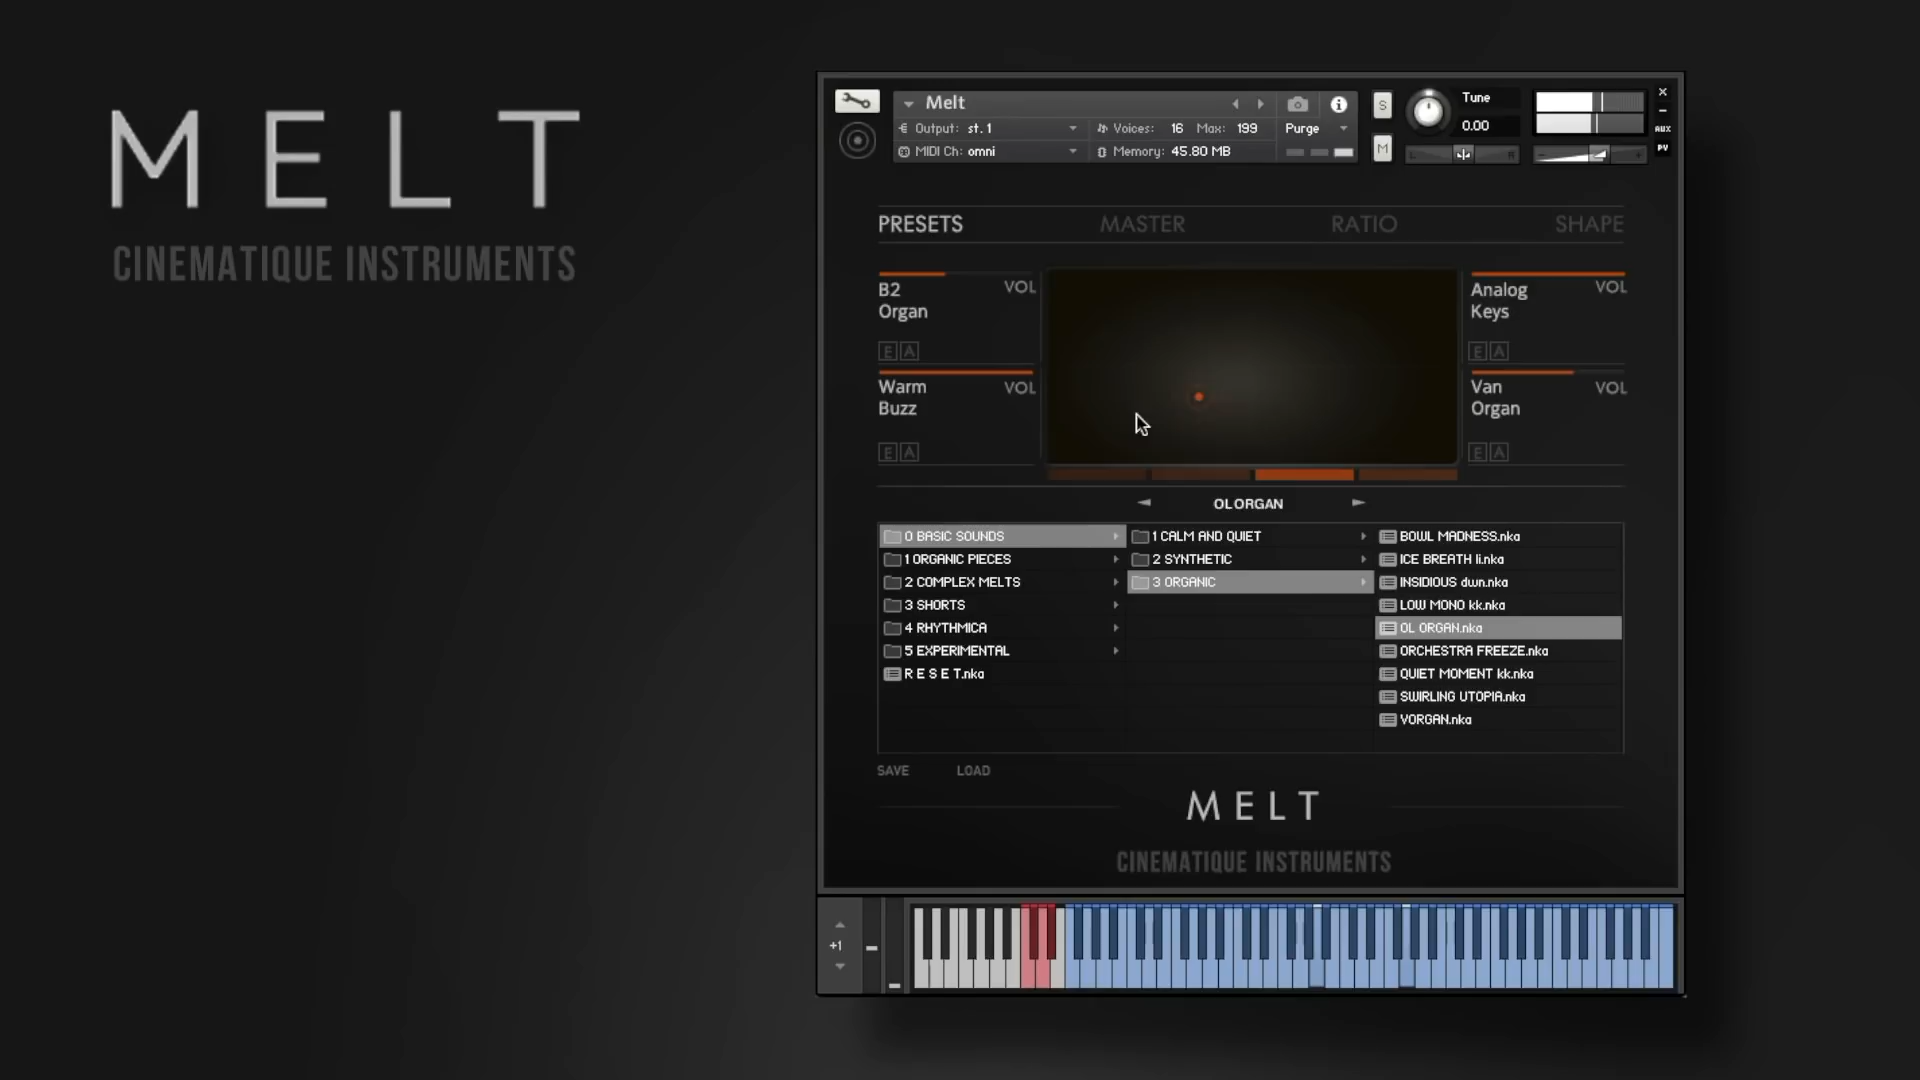 MELT
CINEMATIQUE INSTRUMENTS
Melt
S
Tune
0.00
Output: st. 1
Voices: 16 Max: 199
Purge
MIDI Ch: omni
Memory: 45.80 MB
M
AUX
PV
PRESETS MASTER RATIO SHAPE
B2 Organ VOL
E A
Warm Buzz VOL
E A
Analog Keys VOL
E A
Van Organ VOL
E A
OL ORGAN
0 BASIC SOUNDS
1 ORGANIC PIECES
2 COMPLEX MELTS
3 SHORTS
4 RHYTHMICA
5 EXPERIMENTAL
R E S E T.nka
1 CALM AND QUIET
2 SYNTHETIC
3 ORGANIC
BOWL MADNESS.nka
ICE BREATH li.nka
INSIDIOUS dwn.nka
LOW MONO kk.nka
OL ORGAN.nka
ORCHESTRA FREEZE.nka
QUIET MOMENT kk.nka
SWIRLING UTOPIA.nka
VORGAN.nka
SAVE LOAD
MELT
CINEMATIQUE INSTRUMENTS
+1